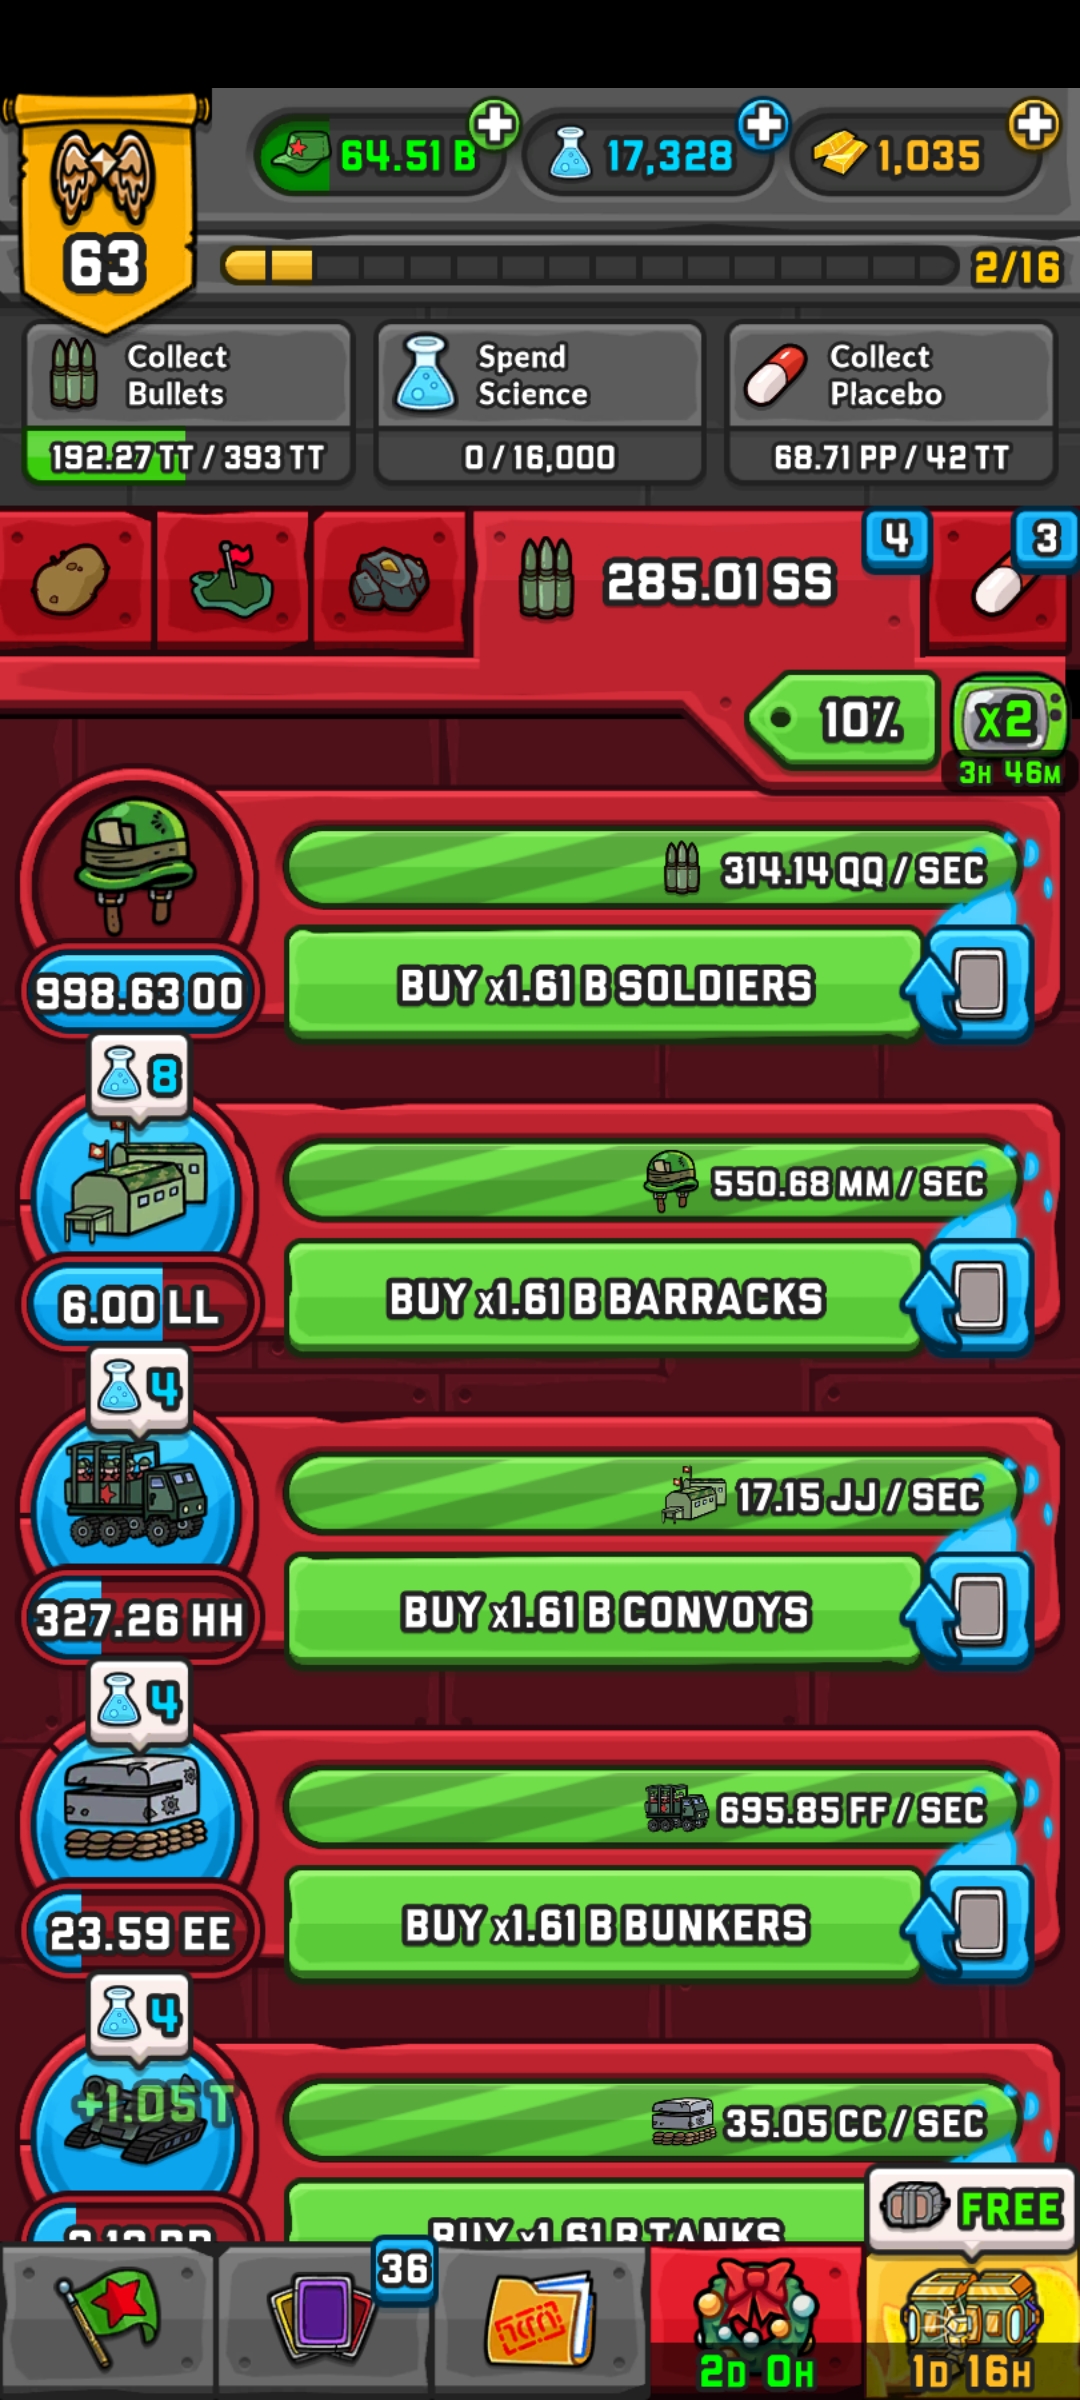 63
64.51 B
17,328
1,035
2/16
Collect
Bullets
192.27 TT / 393 TT
Spend
Science
0 / 16,000
Collect
Placebo
68.71 PP / 42 TT
285.01 SS
4
3
10%
x2
3H 46M
314.14 QQ / SEC
998.63 OO
BUY x1.61 B SOLDIERS
8
550.68 MM / SEC
6.00 LL
BUY x1.61 B BARRACKS
4
17.15 JJ / SEC
327.26 HH
BUY x1.61 B CONVOYS
4
695.85 FF / SEC
23.59 EE
BUY x1.61 B BUNKERS
4
+1.05 T
35.05 CC / SEC
BUY x1.61 B TANKS
FREE
36
2D 0H
1D 16H